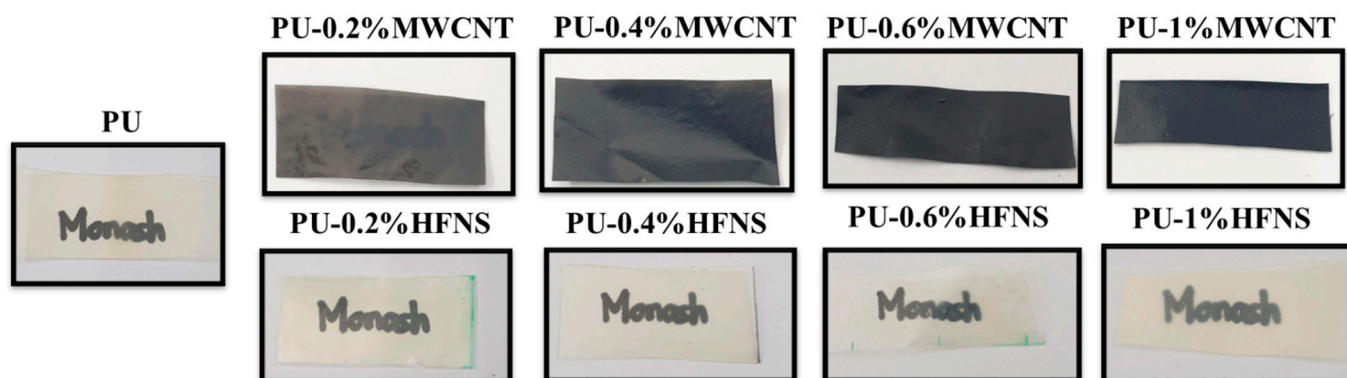 PU-0.2%MWCNT PU-0.4%MWCNT PU-0.6%MWCNT PU-1%MWCNT
PU
Monash
Monash
PU-0.2%HFNS PU-0.4%HFNS PU-0.6%HFNS PU-1%HFNS
Monash Monash Monash Monash